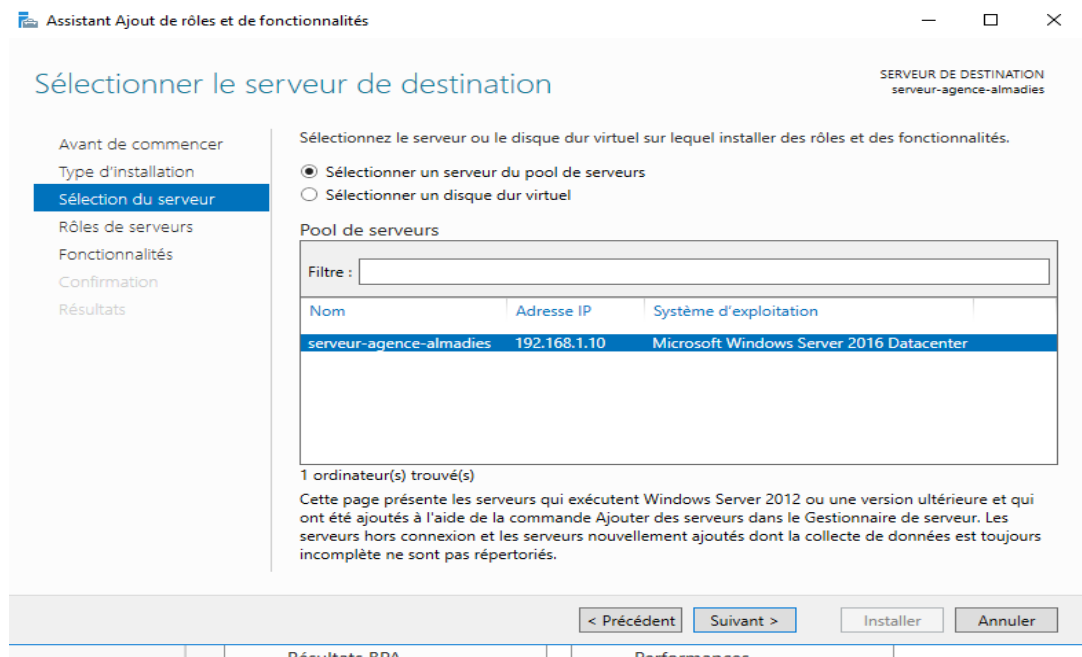 Assistant Ajout de rôles et de fonctionnalités
Sélectionner le serveur de destination
SERVEUR DE DESTINATION
serveur-agence-almadies
Avant de commencer
Type d'installation
Sélection du serveur
Rôles de serveurs
Fonctionnalités
Confirmation
Résultats
Sélectionnez le serveur ou le disque dur virtuel sur lequel installer des rôles et des fonctionnalités.
Sélectionner un serveur du pool de serveurs
Sélectionner un disque dur virtuel
Pool de serveurs
Filtre :
Nom Adresse IP Système d'exploitation
serveur-agence-almadies 192.168.1.10 Microsoft Windows Server 2016 Datacenter
1 ordinateur(s) trouvé(s)
Cette page présente les serveurs qui exécutent Windows Server 2012 ou une version ultérieure et qui
ont été ajoutés à l'aide de la commande Ajouter des serveurs dans le Gestionnaire de serveur. Les
serveurs hors connexion et les serveurs nouvellement ajoutés dont la collecte de données est toujours
incomplète ne sont pas répertoriés.
< Précédent Suivant > Installer Annuler
Résultats BPA Performances